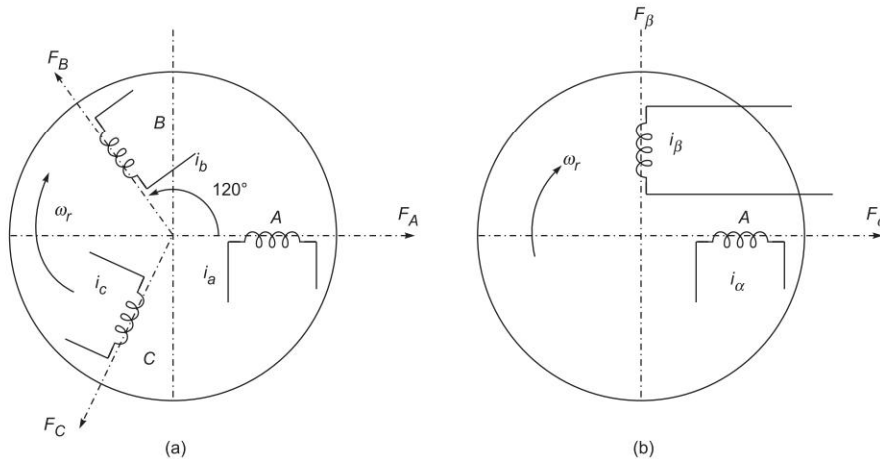 F_B
B
i_b
120°
ω_r
F_A
A
i_a
i_c
C
F_C
(a)
F_β
i_β
ω_r
A
i_α
(b)